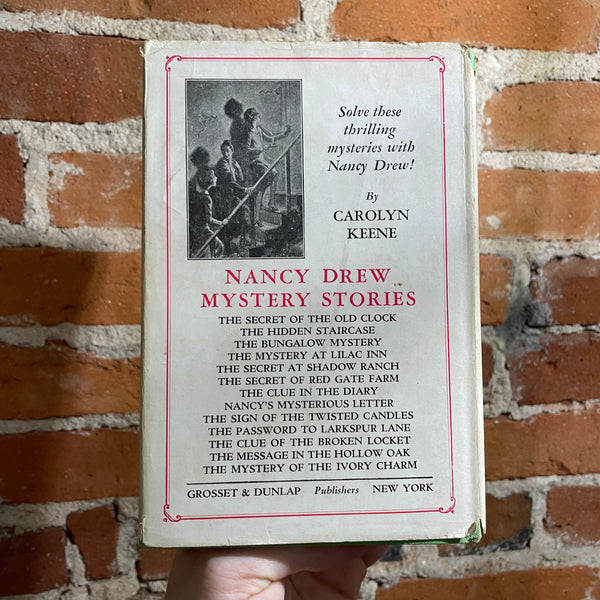 Solve these
thrilling
mysteries with
Nancy Drew!
By
CAROLYN
KEENE
NANCY DREW
MYSTERY STORIES
THE SECRET OF THE OLD CLOCK
THE HIDDEN STAIRCASE
THE BUNGALOW MYSTERY
THE MYSTERY AT LILAC INN
THE SECRET AT SHADOW RANCH
THE SECRET OF RED GATE FARM
THE CLUE IN THE DIARY
NANCY'S MYSTERIOUS LETTER
THE SIGN OF THE TWISTED CANDLES
THE PASSWORD TO LARKSPUR LANE
THE CLUE OF THE BROKEN LOCKET
THE MESSAGE IN THE HOLLOW OAK
THE MYSTERY OF THE IVORY CHARM
GROSSET & DUNLAP Publishers NEW YORK